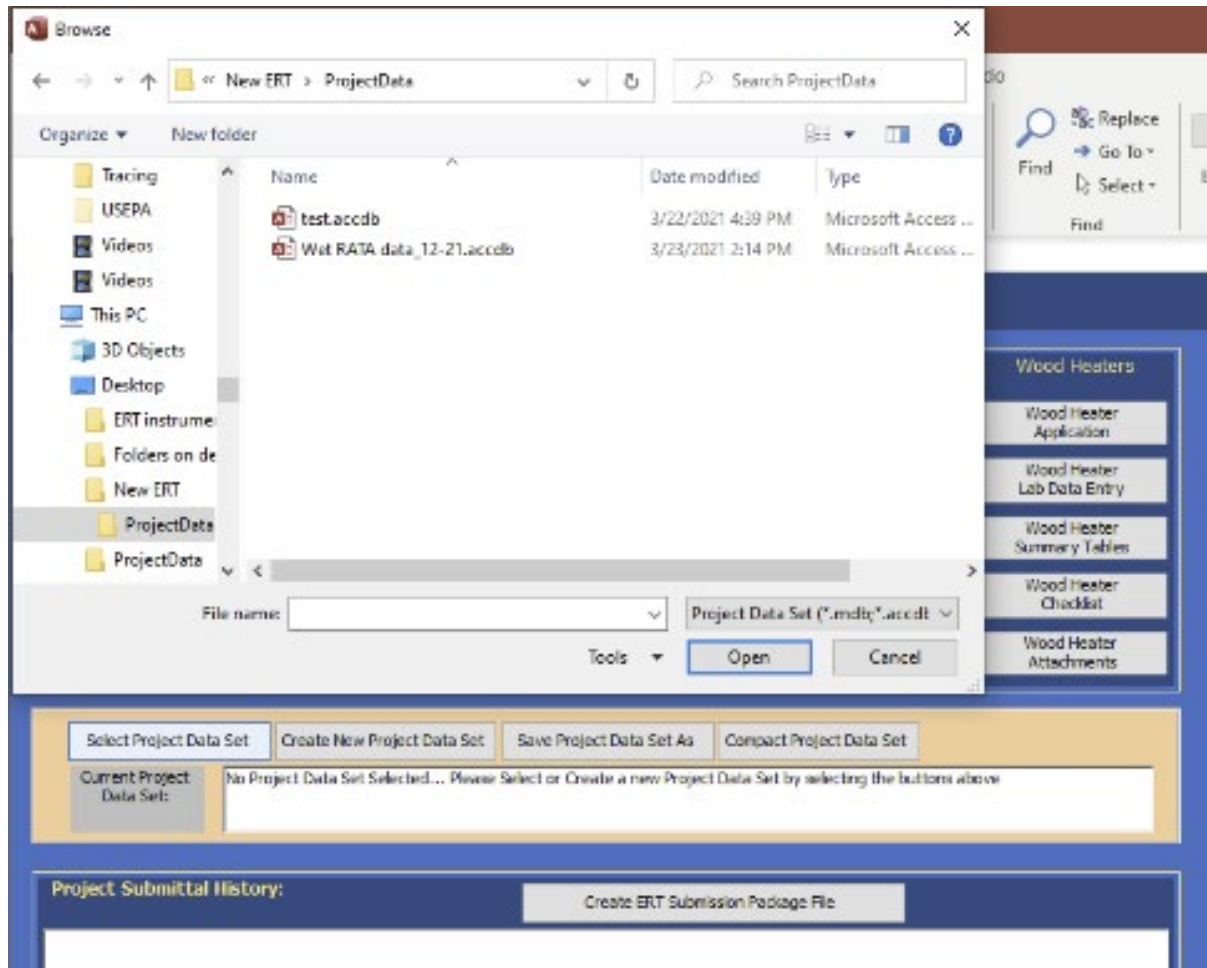 Browse
« New ERT > ProjectData
Search ProjectData
Organize
New folder
Name
Date modified
Type
test.accdb
3/22/2021 4:39 PM
Microsoft Access ...
Wet RATA data_12-21.accdb
3/23/2021 2:14 PM
Microsoft Access ...
Tracing
USEPA
Videos
Videos
This PC
3D Objects
Desktop
ERT instrume
Folders on de
New ERT
ProjectData
ProjectData
File name:
Project Data Set (*.mdb;*.accdb
Tools
Open
Cancel
Find
Replace
Go To
Select
Find
Wood Heaters
Wood Heater
Application
Wood Heater
Lab Data Entry
Wood Heater
Summary Tables
Wood Heater
Checklist
Wood Heater
Attachments
Select Project Data Set
Create New Project Data Set
Save Project Data Set As
Compact Project Data Set
Current Project
Data Set:
No Project Data Set Selected... Please Select or Create a new Project Data Set by selecting the buttons above
Project Submittal History:
Create ERT Submission Package File